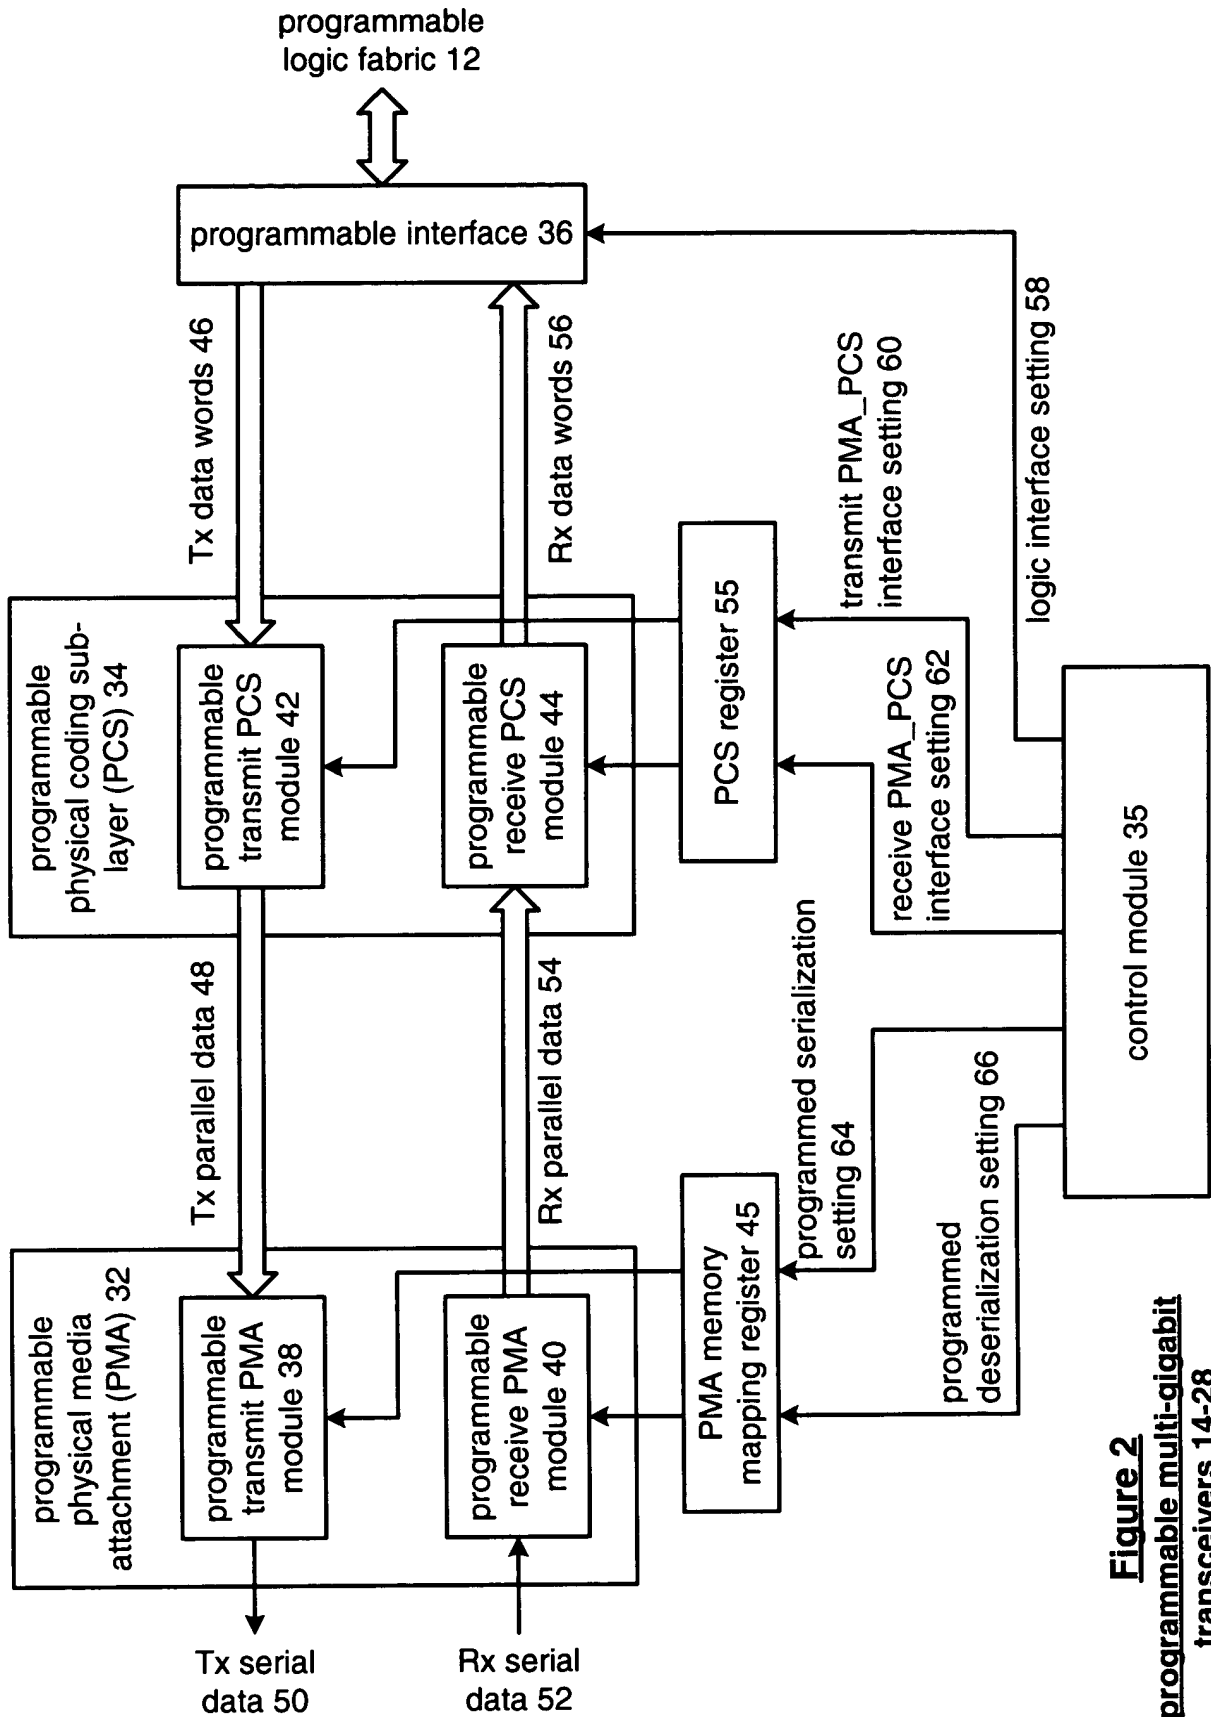 programmable
logic fabric 12
programmable interface 36
Tx data words 46
Rx data words 56
programmable
physical coding sub-
layer (PCS) 34
programmable
transmit PCS
module 42
programmable
receive PCS
module 44
PCS register 55
transmit PMA_PCS
interface setting 60
receive PMA_PCS
interface setting 62
logic interface setting 58
Tx parallel data 48
Rx parallel data 54
programmable
physical media
attachment (PMA) 32
programmable
transmit PMA
module 38
programmable
receive PMA
module 40
PMA memory
mapping register 45
programmed serialization
setting 64
programmed
deserialization setting 66
control module 35
Tx serial
data 50
Rx serial
data 52
Figure 2
programmable multi-gigabit
transceivers 14-28